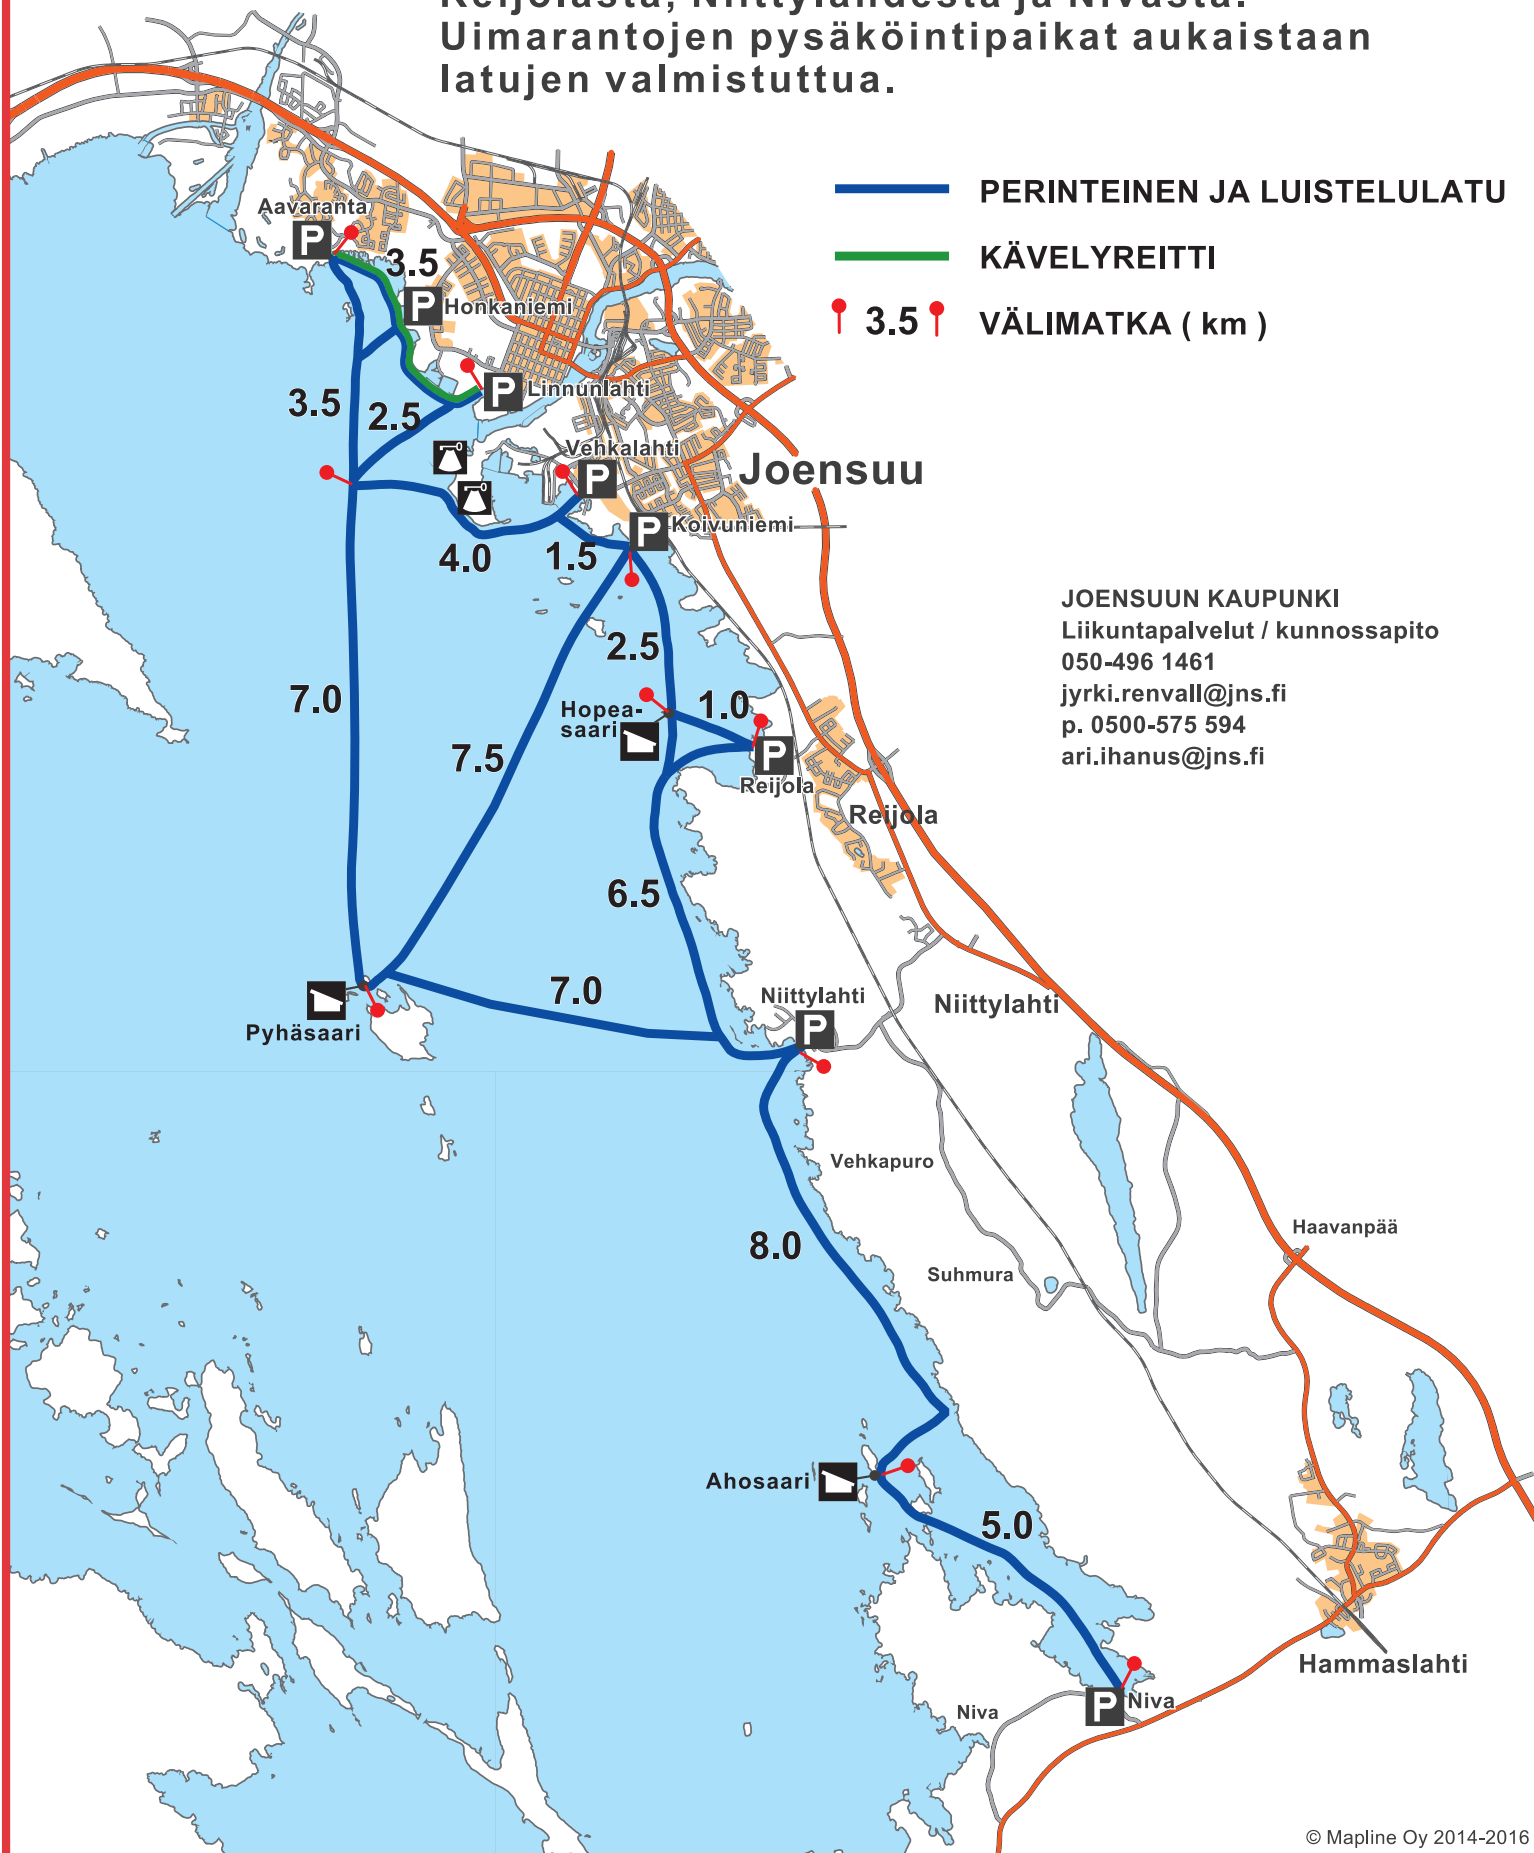 Reijolasta, Niittylahdesta ja Nivasta.
Uimarantojen pysäköintipaikat aukaistaan
latujen valmistuttua.
PERINTEINEN JA LUISTELULATU
KÄVELYREITTI
3.5 VÄLIMATKA ( km )
Aavaranta
P
3.5
P Honkaniemi
3.5
2.5
P Linnunlahti
Vehkalahti
P
Joensuu
P Koivuniemi
4.0
1.5
JOENSUUN KAUPUNKI
Liikuntapalvelut / kunnossapito
050-496 1461
jyrki.renvall@jns.fi
p. 0500-575 594
ari.ihanus@jns.fi
2.5
7.0
Hopea-
saari
1.0
7.5
P
Reijola
Reijola
6.5
7.0
Niittylahti
P
Niittylahti
Pyhäsaari
Vehkapuro
8.0
Haavanpää
Suhmura
Ahosaari
5.0
Hammaslahti
Niva
P Niva
© Mapline Oy 2014-2016